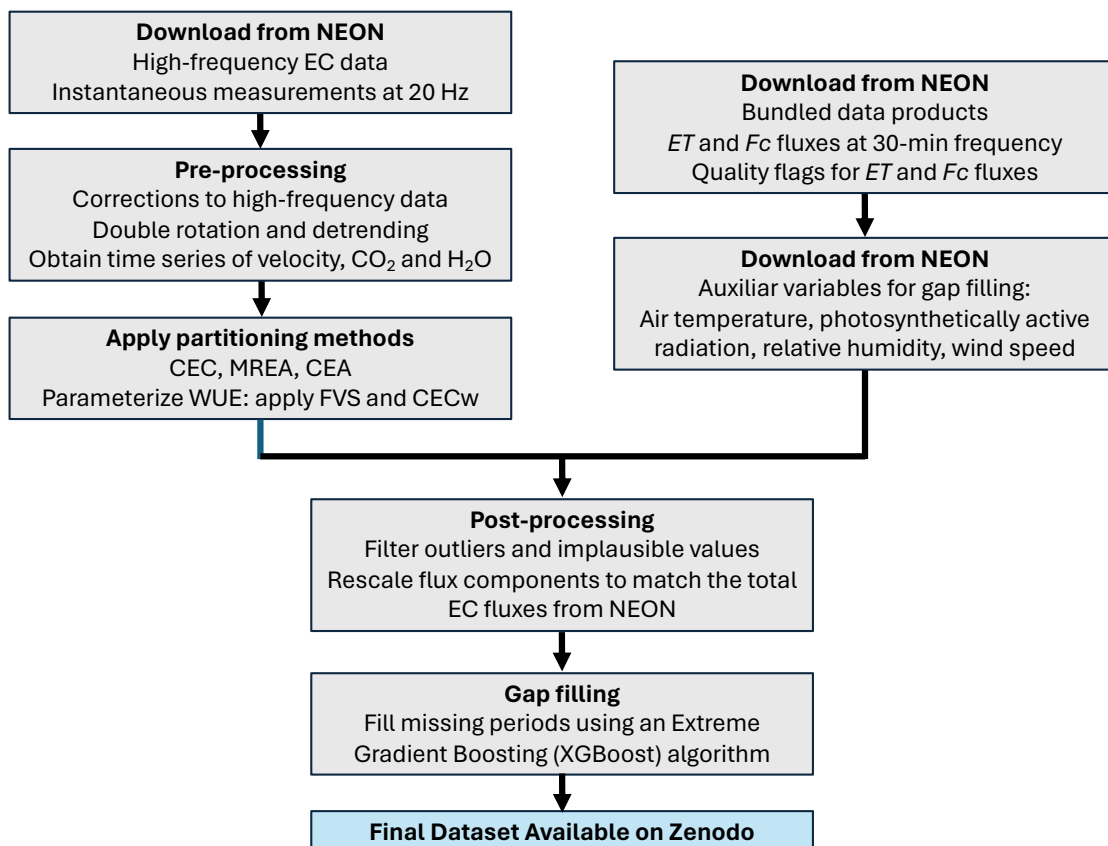 Download from NEON
High-frequency EC data
Instantaneous measurements at 20 Hz
Pre-processing
Corrections to high-frequency data
Double rotation and detrending
Obtain time series of velocity, CO₂ and H₂O
Apply partitioning methods
CEC, MREA, CEA
Parameterize WUE: apply FVS and CECw
Download from NEON
Bundled data products
ET and Fc fluxes at 30-min frequency
Quality flags for ET and Fc fluxes
Download from NEON
Auxiliar variables for gap filling:
Air temperature, photosynthetically active
radiation, relative humidity, wind speed
Post-processing
Filter outliers and implausible values
Rescale flux components to match the total
EC fluxes from NEON
Gap filling
Fill missing periods using an Extreme
Gradient Boosting (XGBoost) algorithm
Final Dataset Available on Zenodo